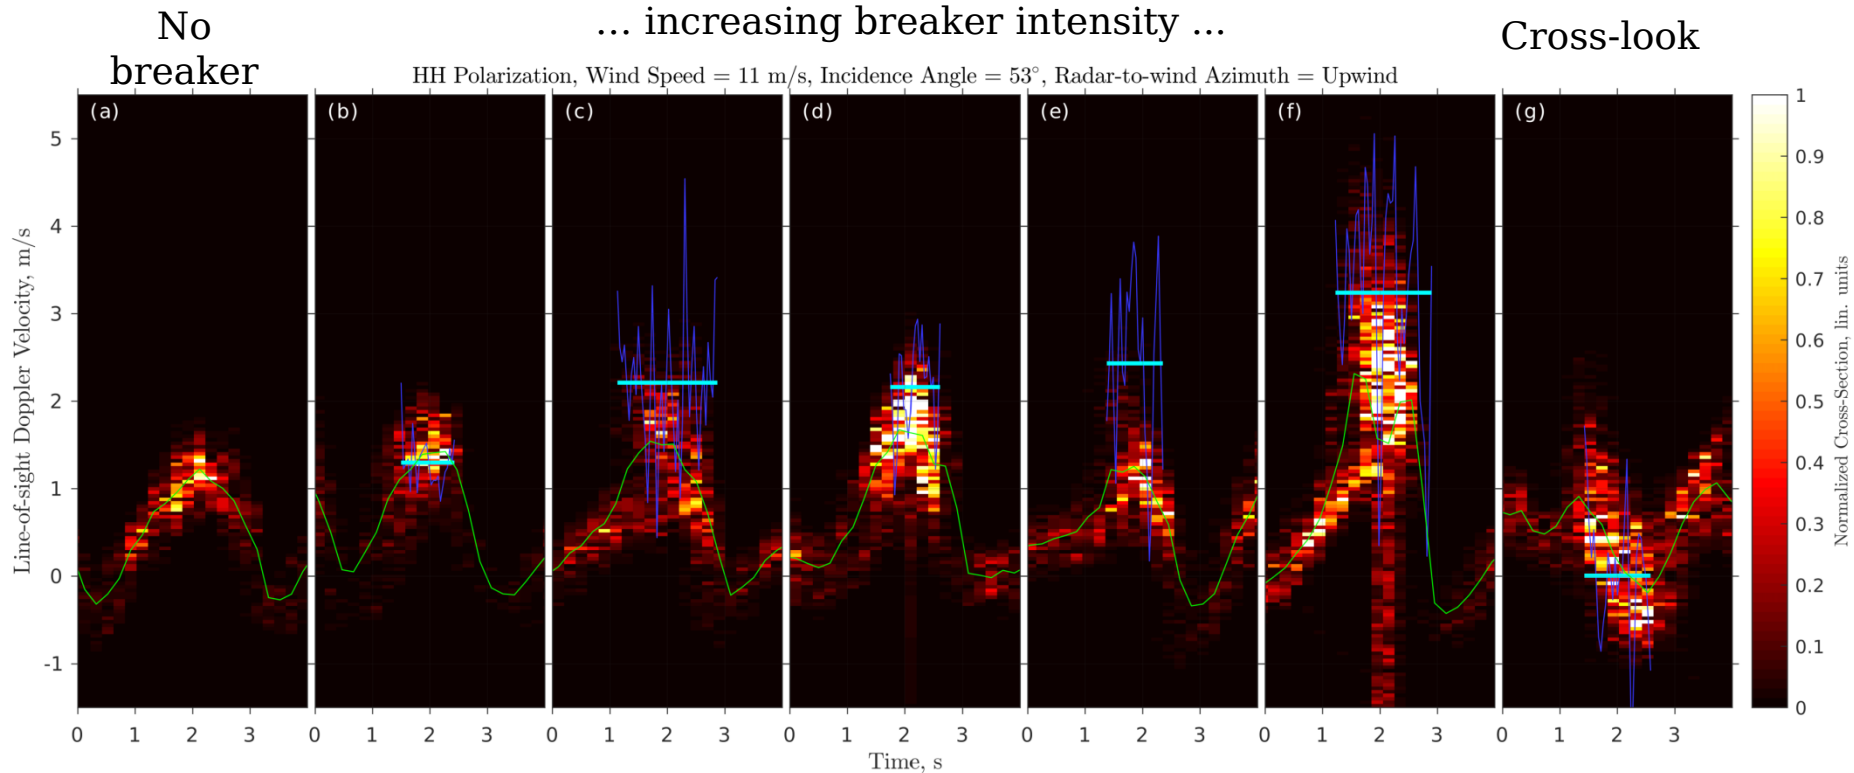 No
breaker
... increasing breaker intensity ...
Cross-look
HH Polarization, Wind Speed = 11 m/s, Incidence Angle = 53°, Radar-to-wind Azimuth = Upwind
(a)
(b)
(c)
(d)
(e)
(f)
(g)
Line-of-sight Doppler Velocity, m/s
5
4
3
2
1
0
-1
0 1 2 3
0 1 2 3
0 1 2 3
0 1 2 3
0 1 2 3
0 1 2 3
0 1 2 3
Time, s
1
0.9
0.8
0.7
0.6
0.5
0.4
0.3
0.2
0.1
0
Normalized Cross-Section, lin. units